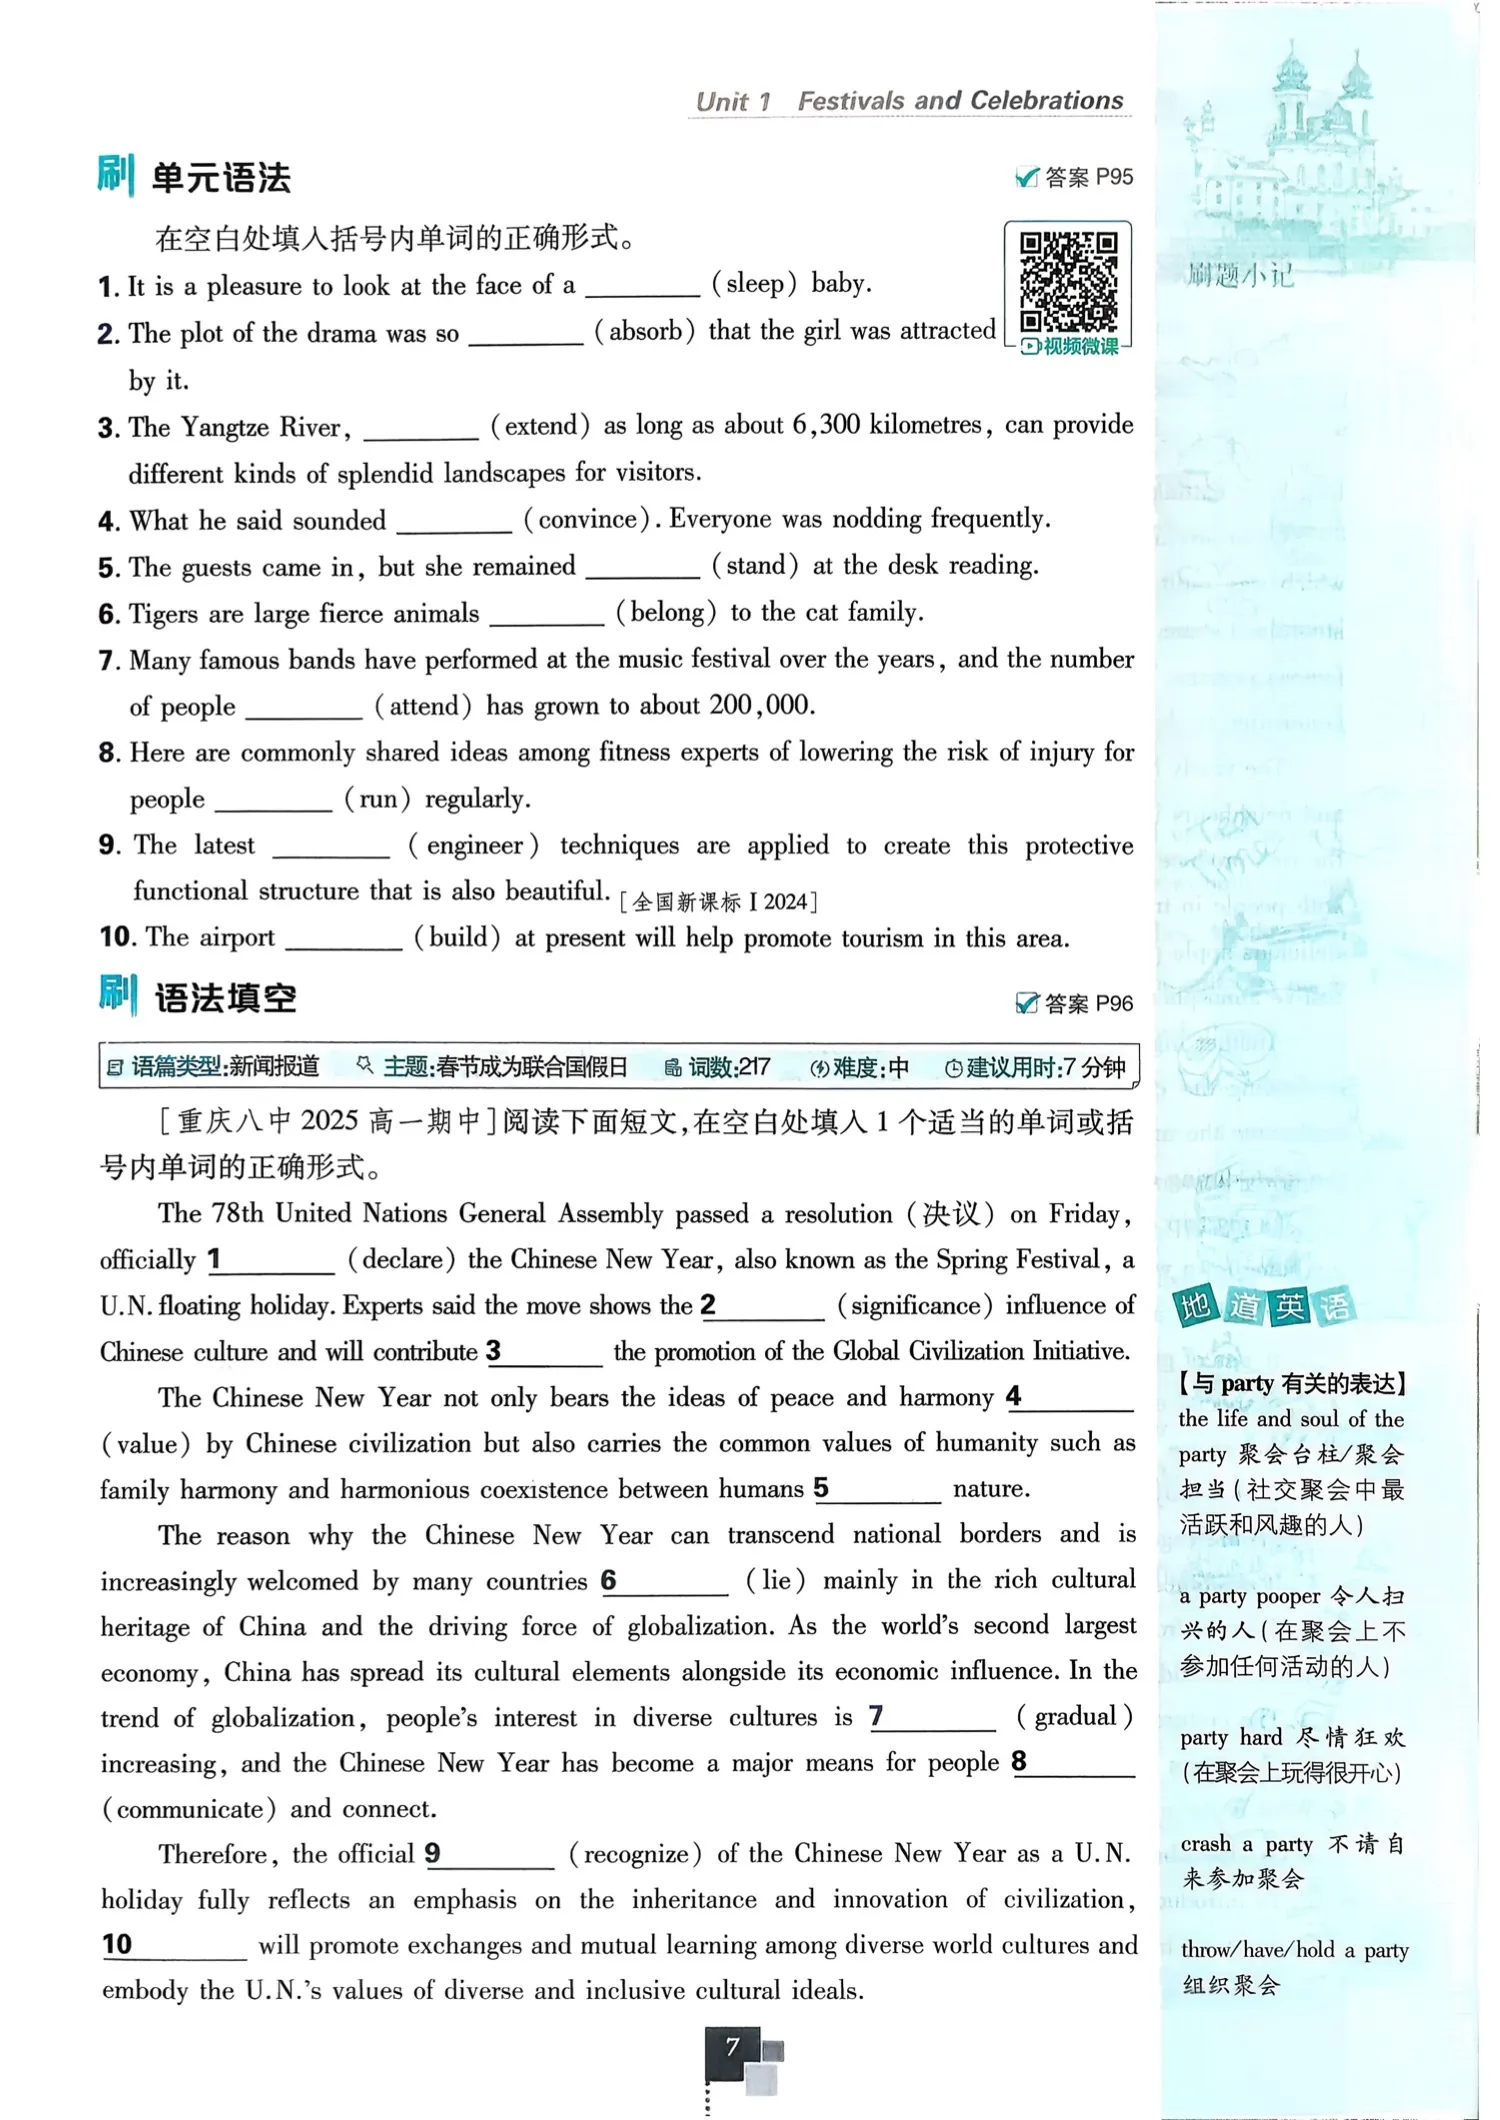 Unit 1 Festivals and Celebrations
刷 单元语法
答案 P95
在空白处填入括号内单词的正确形式。
1. It is a pleasure to look at the face of a ________ (sleep) baby.
2. The plot of the drama was so ________ (absorb) that the girl was attracted
by it.
视频微课
3. The Yangtze River, ________ (extend) as long as about 6,300 kilometres, can provide
different kinds of splendid landscapes for visitors.
4. What he said sounded ________ (convince). Everyone was nodding frequently.
5. The guests came in, but she remained ________ (stand) at the desk reading.
6. Tigers are large fierce animals ________ (belong) to the cat family.
7. Many famous bands have performed at the music festival over the years, and the number
of people ________ (attend) has grown to about 200,000.
8. Here are commonly shared ideas among fitness experts of lowering the risk of injury for
people ________ (run) regularly.
9. The latest ________ (engineer) techniques are applied to create this protective
functional structure that is also beautiful. [全国新课标 I 2024]
10. The airport ________ (build) at present will help promote tourism in this area.
刷 语法填空
答案 P96
语篇类型:新闻报道 主题:春节成为联合国假日 词数:217 难度:中 建议用时:7 分钟
[重庆八中 2025 高一期中]阅读下面短文,在空白处填入 1 个适当的单词或括
号内单词的正确形式。
The 78th United Nations General Assembly passed a resolution (决议) on Friday,
officially 1________ (declare) the Chinese New Year, also known as the Spring Festival, a
U.N. floating holiday. Experts said the move shows the 2________ (significance) influence of
Chinese culture and will contribute 3________ the promotion of the Global Civilization Initiative.
The Chinese New Year not only bears the ideas of peace and harmony 4________
(value) by Chinese civilization but also carries the common values of humanity such as
family harmony and harmonious coexistence between humans 5________ nature.
The reason why the Chinese New Year can transcend national borders and is
increasingly welcomed by many countries 6________ (lie) mainly in the rich cultural
heritage of China and the driving force of globalization. As the world's second largest
economy, China has spread its cultural elements alongside its economic influence. In the
trend of globalization, people's interest in diverse cultures is 7________ (gradual)
increasing, and the Chinese New Year has become a major means for people 8________
(communicate) and connect.
Therefore, the official 9________ (recognize) of the Chinese New Year as a U.N.
holiday fully reflects an emphasis on the inheritance and innovation of civilization,
10________ will promote exchanges and mutual learning among diverse world cultures and
embody the U.N.'s values of diverse and inclusive cultural ideals.
7
刷题小记
地道英语
【与 party 有关的表达】
the life and soul of the
party 聚会台柱/聚会
担当(社交聚会中最
活跃和风趣的人)
a party pooper 令人扫
兴的人(在聚会上不
参加任何活动的人)
party hard 尽情狂欢
(在聚会上玩得很开心)
crash a party 不请自
来参加聚会
throw/have/hold a party
组织聚会